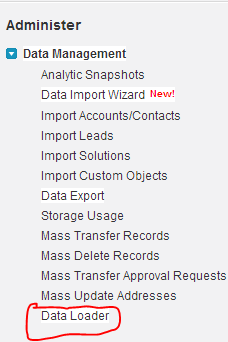 Administer
Data Management
Analytic Snapshots
Data Import Wizard New!
Import Accounts/Contacts
Import Leads
Import Solutions
Import Custom Objects
Data Export
Storage Usage
Mass Transfer Records
Mass Delete Records
Mass Transfer Approval Requests
Mass Update Addresses
Data Loader